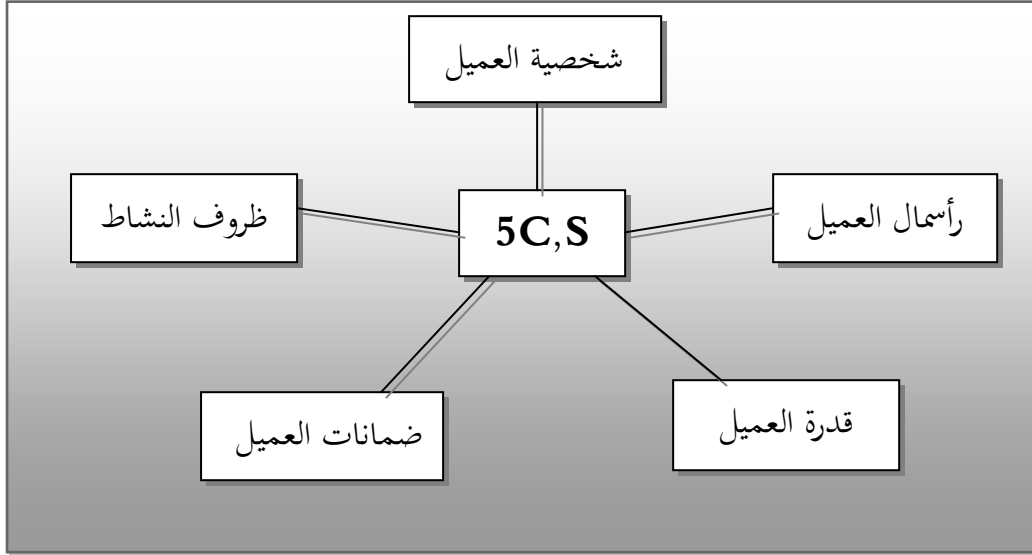 شخصية العميل
رأسمال العميل
5C,S
ظروف النشاط
قدرة العميل
ضمانات العميل